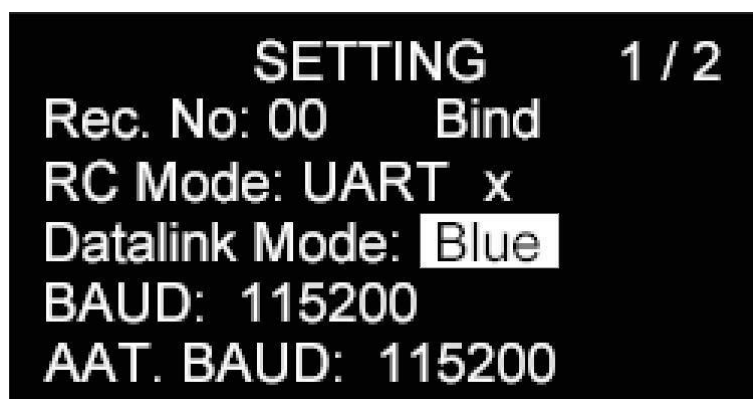 SETTING 1 / 2
Rec. No: 00 Bind
RC Mode: UART x
Datalink Mode: Blue
BAUD: 115200
AAT. BAUD: 115200